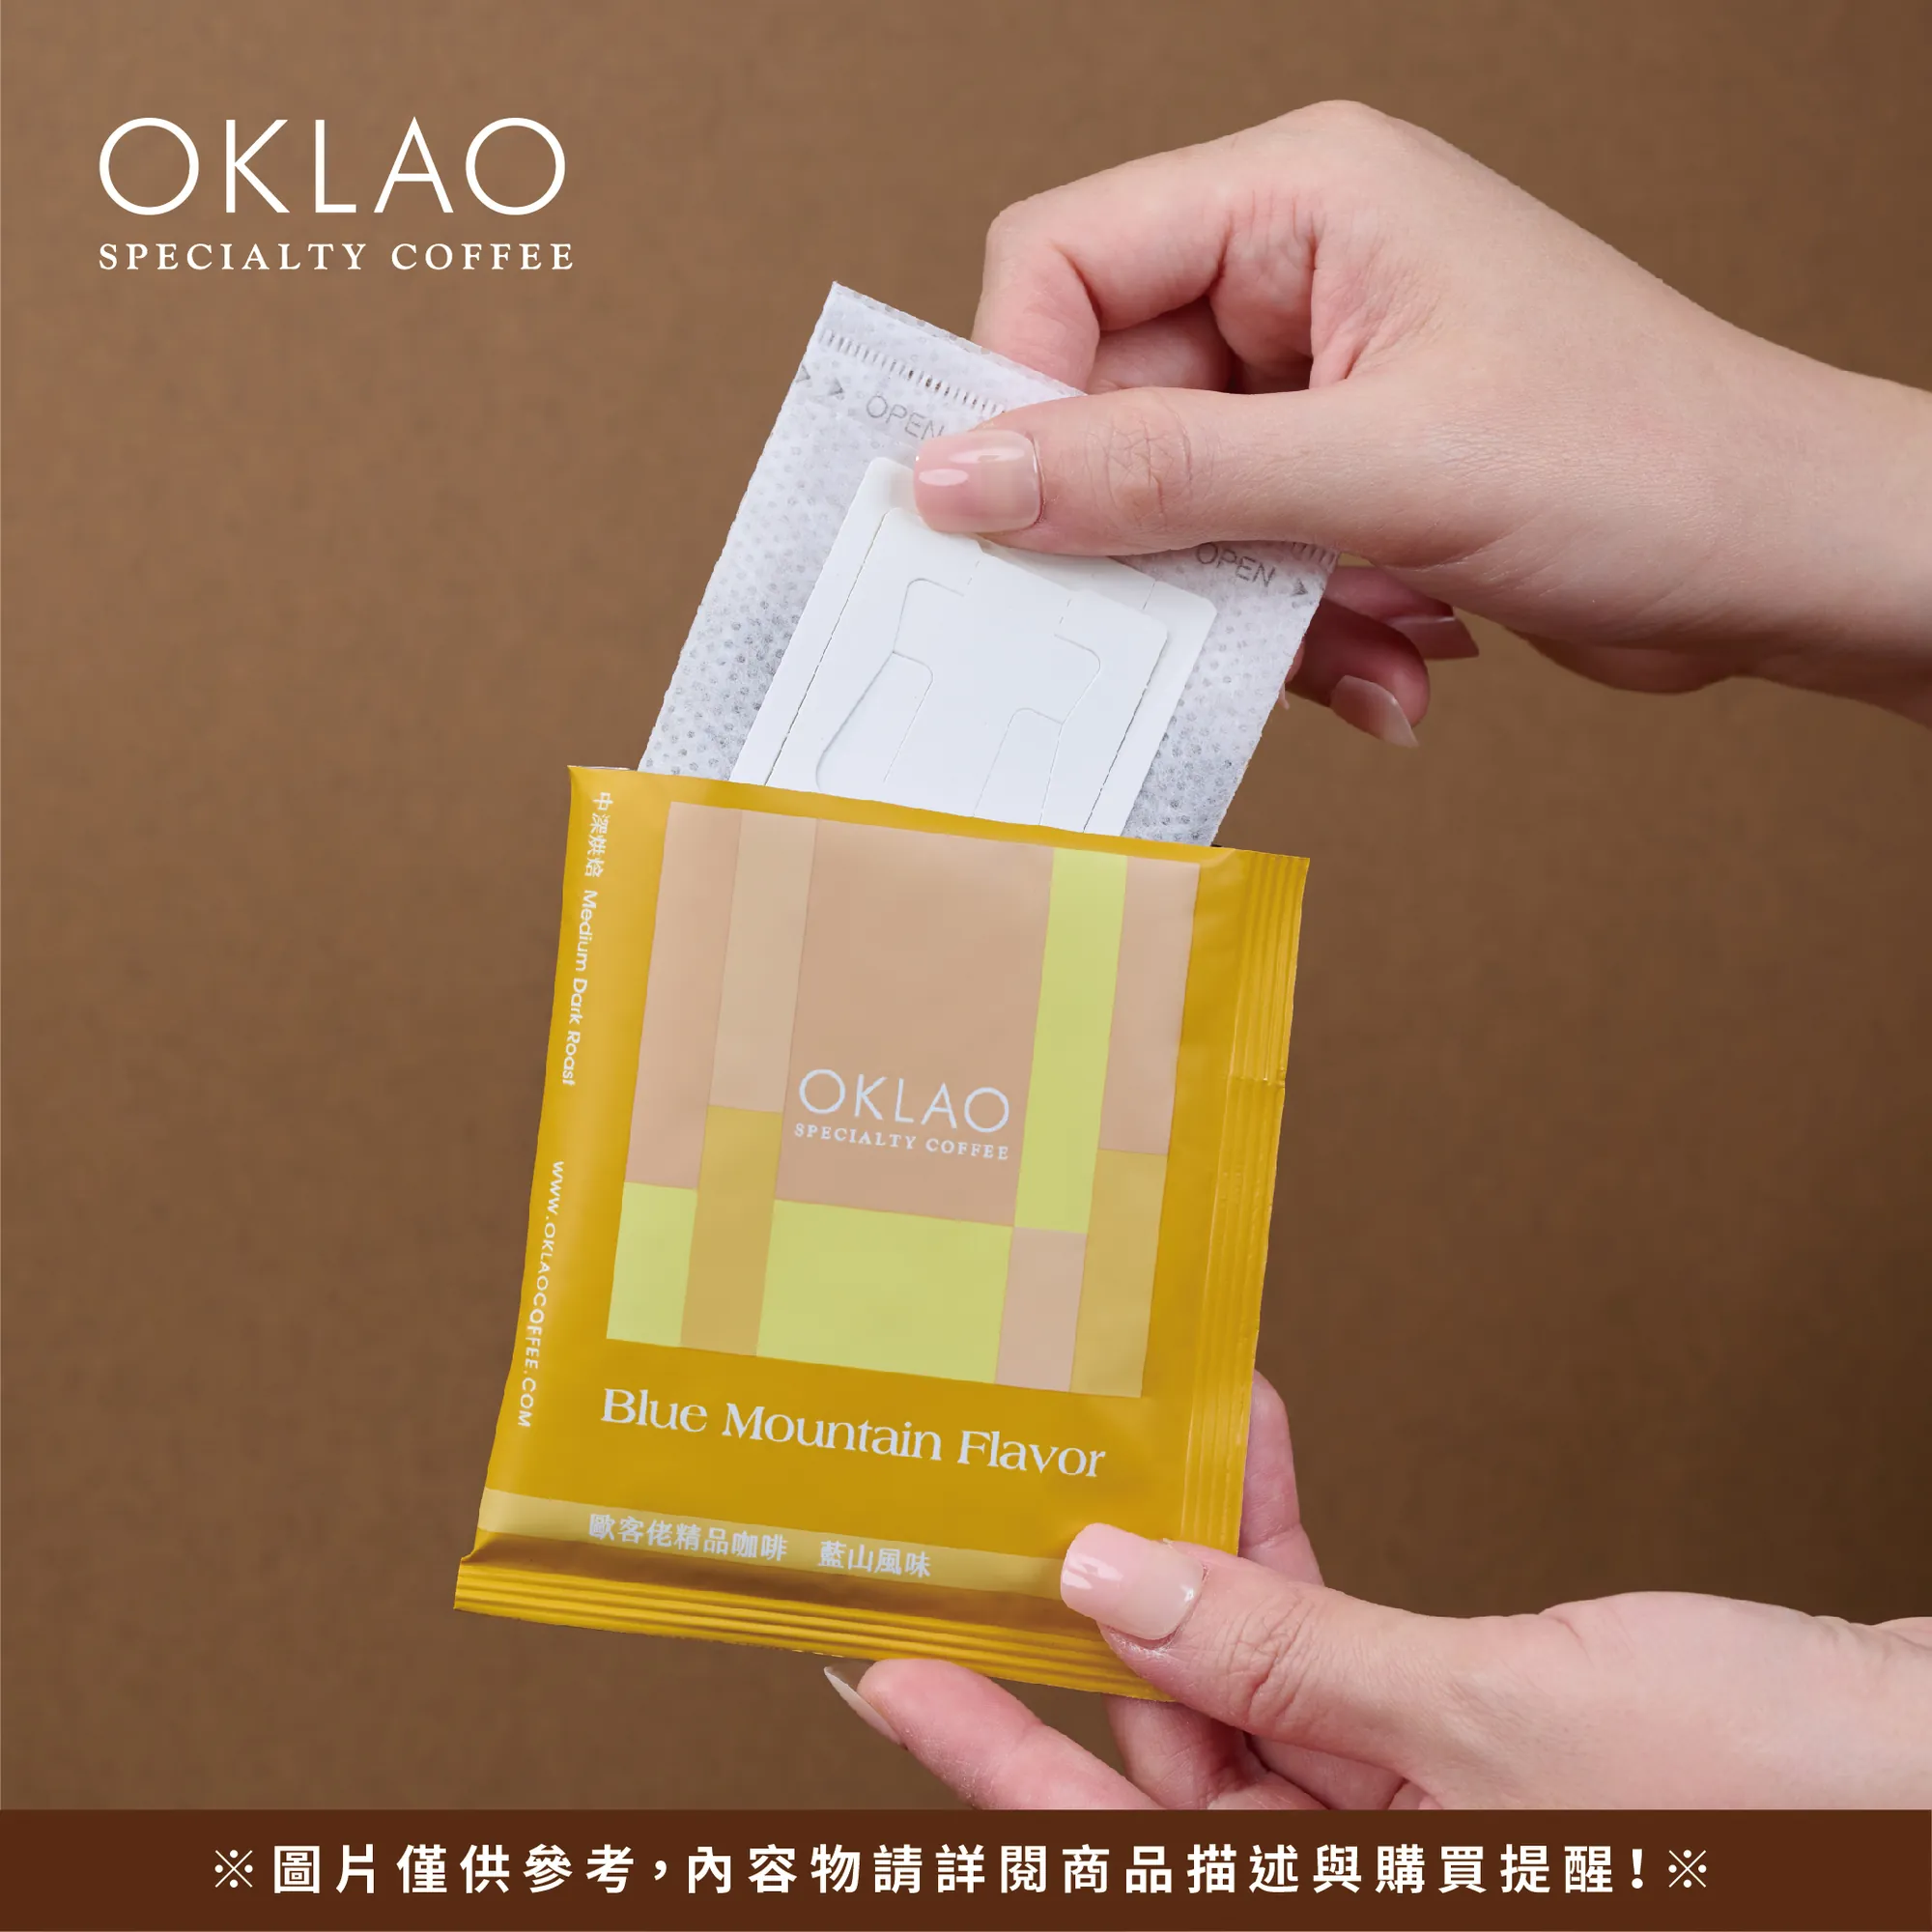 OKLAO
SPECIALTY COFFEE
OPEN
OPEN
中深烘焙 Medium Dark Roast
WWW.OKLAOCOFFEE.COM
OKLAO
SPECIALTY COFFEE
Blue Mountain Flavor
歐客佬精品咖啡 藍山風味
※圖片僅供參考，內容物請詳閱商品描述與購買提醒！※